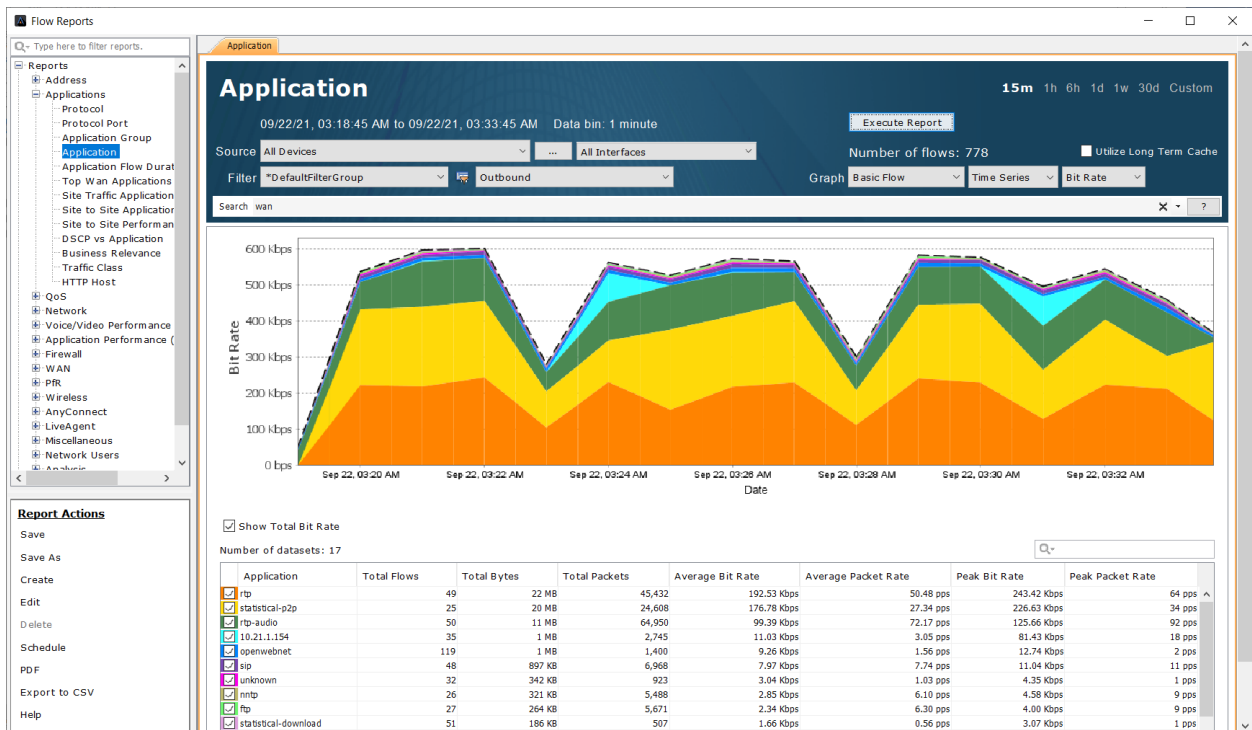 Flow Reports
Type here to filter reports.
Reports
Address
Applications
Protocol
Protocol Port
Application Group
Application
Application Flow Durat
Top Wan Applications
Site Traffic Application
Site to Site Application
Site to Site Performan
DSCP vs Application
Business Relevance
Traffic Class
HTTP Host
QoS
Network
Voice/Video Performance
Application Performance (
Firewall
WAN
PfR
Wireless
AnyConnect
LiveAgent
Miscellaneous
Network Users
Analysis
Report Actions
Save
Save As
Create
Edit
Delete
Schedule
PDF
Export to CSV
Help
Application
Application
15m 1h 6h 1d 1w 30d Custom
09/22/21, 03:18:45 AM to 09/22/21, 03:33:45 AM Data bin: 1 minute
Execute Report
Source All Devices ... All Interfaces Number of flows: 778 Utilize Long Term Cache
Filter *DefaultFilterGroup Outbound Graph Basic Flow Time Series Bit Rate
Search wan ?
600 kbps
500 kbps
400 kbps
300 kbps
200 kbps
100 kbps
0 bps
Bit Rate
Sep 22, 03:20 AM Sep 22, 03:22 AM Sep 22, 03:24 AM Sep 22, 03:26 AM Sep 22, 03:28 AM Sep 22, 03:30 AM Sep 22, 03:32 AM
Date
Show Total Bit Rate
Number of datasets: 17
Application Total Flows Total Bytes Total Packets Average Bit Rate Average Packet Rate Peak Bit Rate Peak Packet Rate
rtp 49 22 MB 45,432 192.53 Kbps 50.48 pps 243.42 Kbps 64 pps
statistical-p2p 25 20 MB 24,608 176.78 Kbps 27.34 pps 226.63 Kbps 34 pps
rtp-audio 50 11 MB 64,950 99.39 Kbps 72.17 pps 125.66 Kbps 92 pps
10.21.1.154 35 1 MB 2,745 11.03 Kbps 3.05 pps 81.43 Kbps 18 pps
openwebnet 119 1 MB 1,400 9.26 Kbps 1.56 pps 12.74 Kbps 2 pps
sip 48 897 KB 6,968 7.97 Kbps 7.74 pps 11.04 Kbps 11 pps
unknown 32 342 KB 923 3.04 Kbps 1.03 pps 4.35 Kbps 1 pps
nntp 26 321 KB 5,488 2.85 Kbps 6.10 pps 4.58 Kbps 9 pps
ftp 27 264 KB 5,671 2.34 Kbps 6.30 pps 4.00 Kbps 9 pps
statistical-download 51 186 KB 507 1.66 Kbps 0.56 pps 3.07 Kbps 1 pps